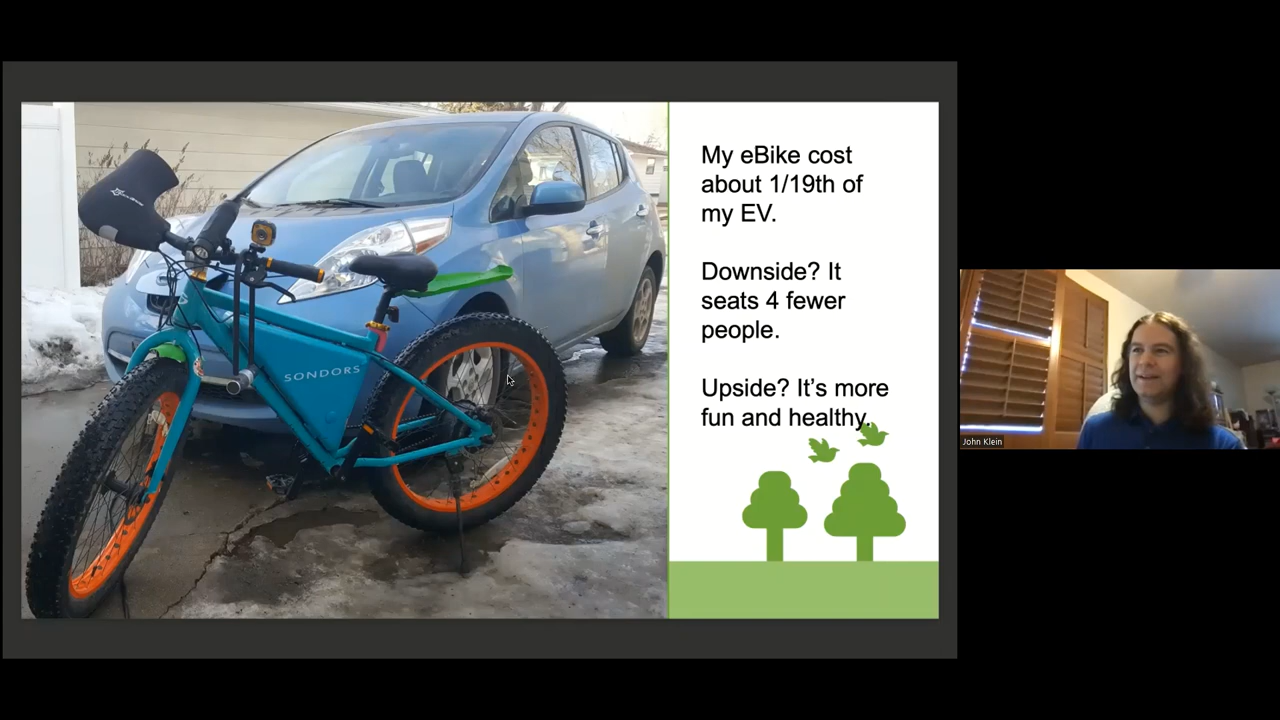 My eBike cost
about 1/19th of
my EV.
Downside? It
seats 4 fewer
people.
Upside? It’s more
fun and healthy.
SONDORS
John Klein